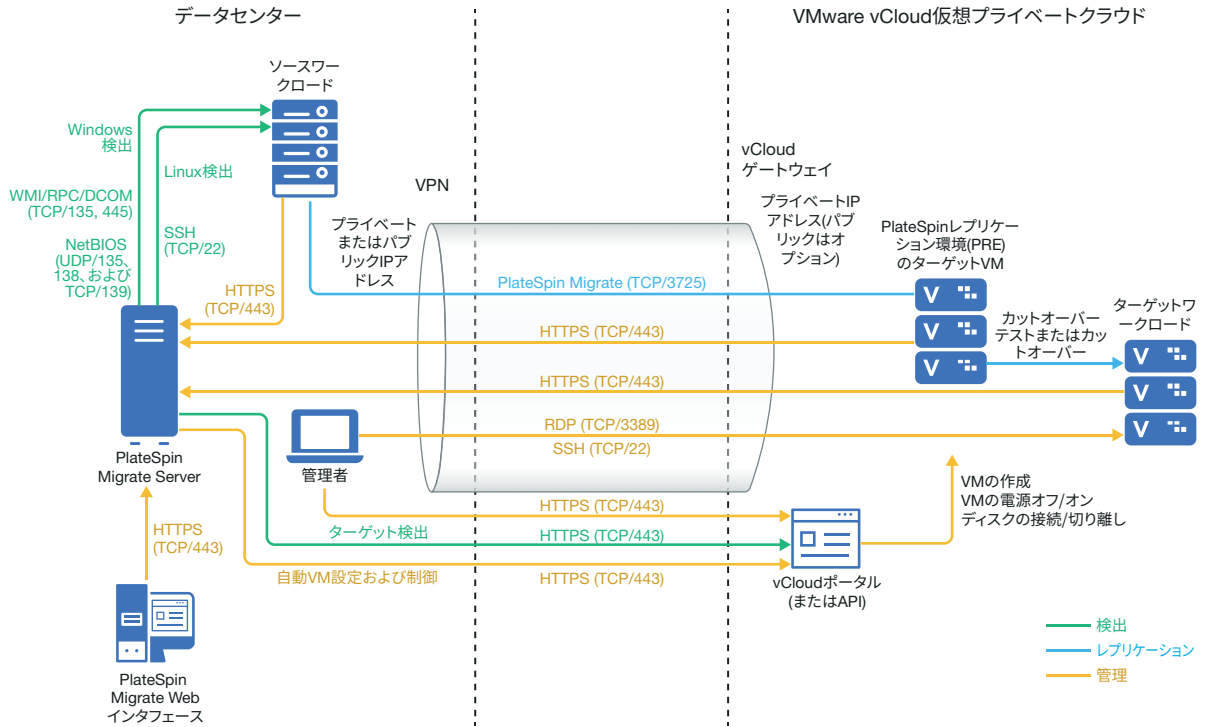 データセンター
VMware vCloud仮想プライベートクラウド
ソースワー
クロード
Windows
検出
Linux検出
WMI/RPC/DCOM
(TCP/135, 445)
SSH
(TCP/22)
NetBIOS
(UDP/135、
138、および
TCP/139)
HTTPS
(TCP/443)
VPN
プライベート
またはパブ
リックIPア
ドレス
vCloud
ゲートウェイ
プライベートIP
アドレス(パブ
リックはオ
プション)
PlateSpinレプリケー
ション環境(PRE)
のターゲットVM
PlateSpin Migrate (TCP/3725)
V
V
V
カットオーバー
テストまたはカッ
トオーバー
ターゲットワ
ークロード
V
V
V
HTTPS (TCP/443)
HTTPS (TCP/443)
RDP (TCP/3389)
SSH (TCP/22)
PlateSpin
Migrate Server
管理者
HTTPS (TCP/443)
ターゲット検出
HTTPS (TCP/443)
自動VM設定および制御
HTTPS (TCP/443)
VMの作成
VMの電源オフ/オン
ディスクの接続/切り離し
vCloudポータル
(またはAPI)
HTTPS
(TCP/443)
PlateSpin
Migrate Web
インタフェース
検出
レプリケーション
管理